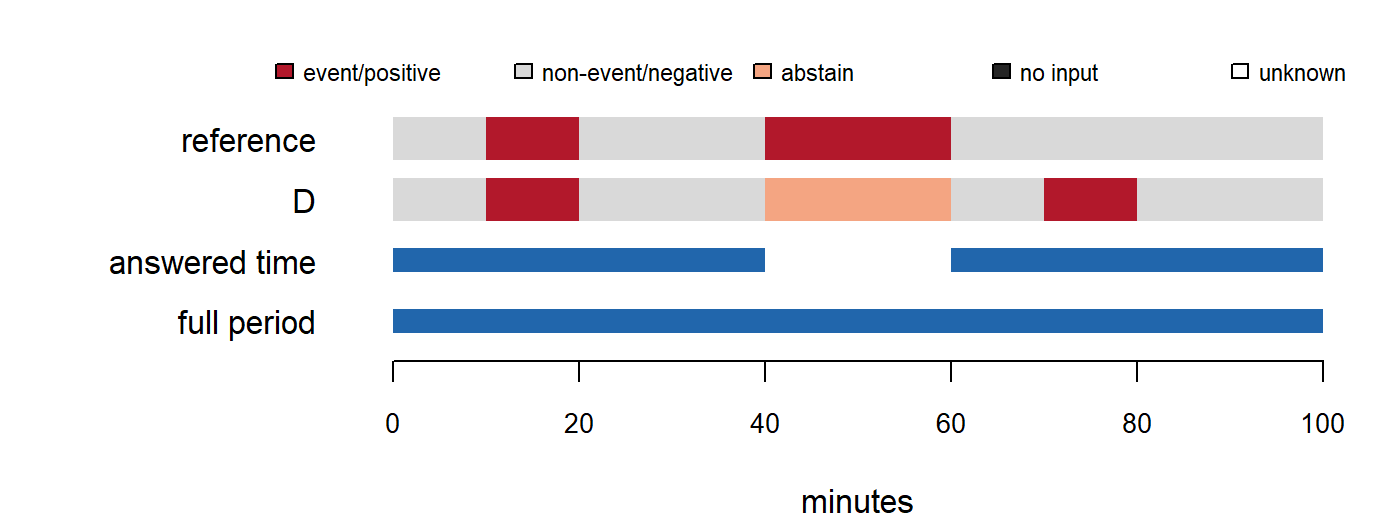 event/positive non-event/negative abstain no input unknown
reference
D
answered time
full period
0 20 40 60 80 100
minutes